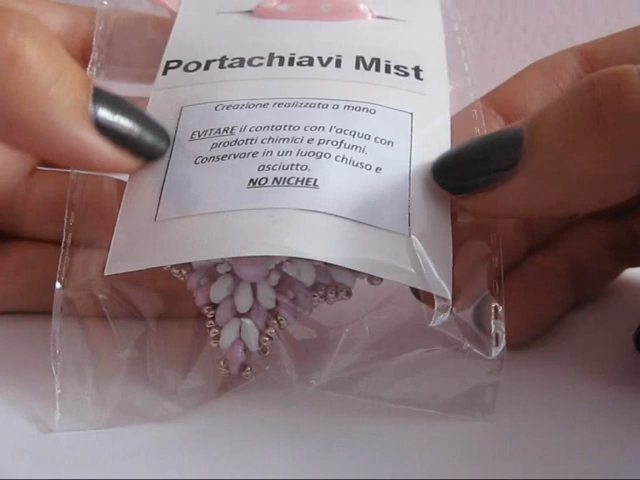 Portachiavi Mist
Creazione realizzata a mano
EVITARE il contatto con l'acqua con
prodotti chimici e profumi.
Conservare in un luogo chiuso e
asciutto.
NO NICHEL